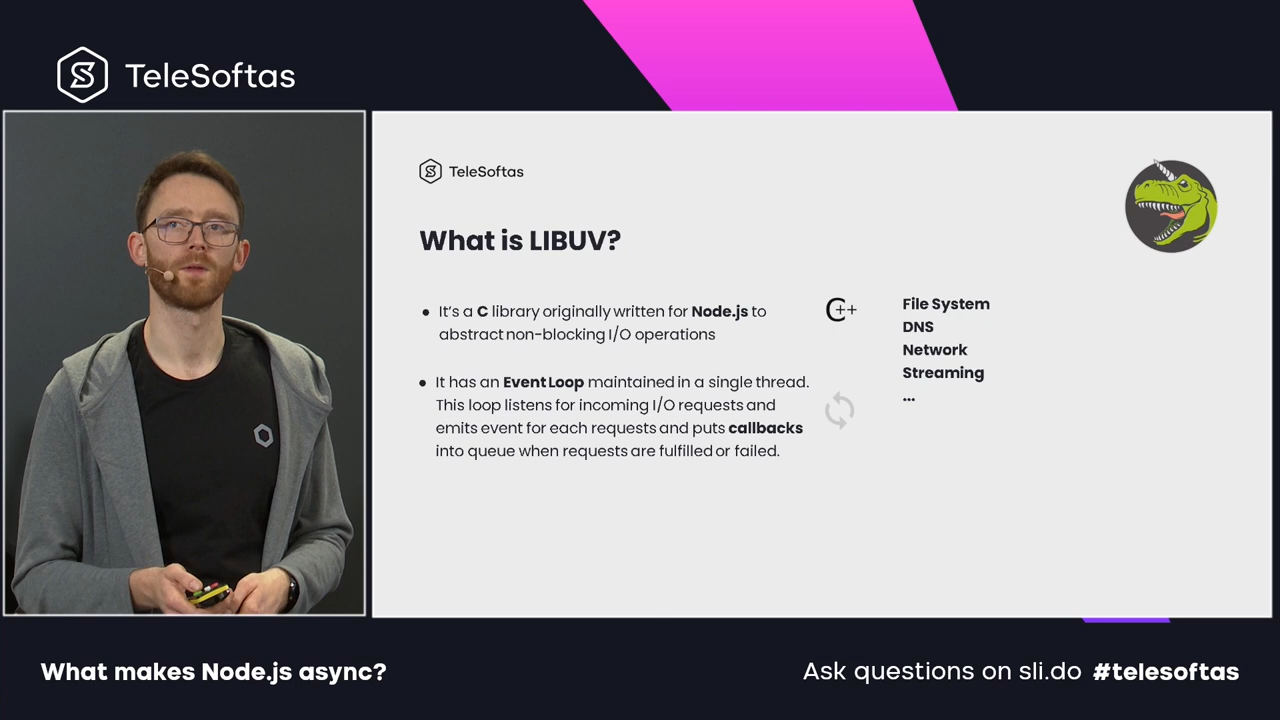 TeleSoftas
TeleSoftas
What is LIBUV?
• It's a C library originally written for Node.js to
abstract non-blocking I/O operations
• It has an Event Loop maintained in a single thread.
This loop listens for incoming I/O requests and
emits event for each requests and puts callbacks
into queue when requests are fulfilled or failed.
C++
File System
DNS
Network
Streaming
...
What makes Node.js async?
Ask questions on sli.do #telesoftas